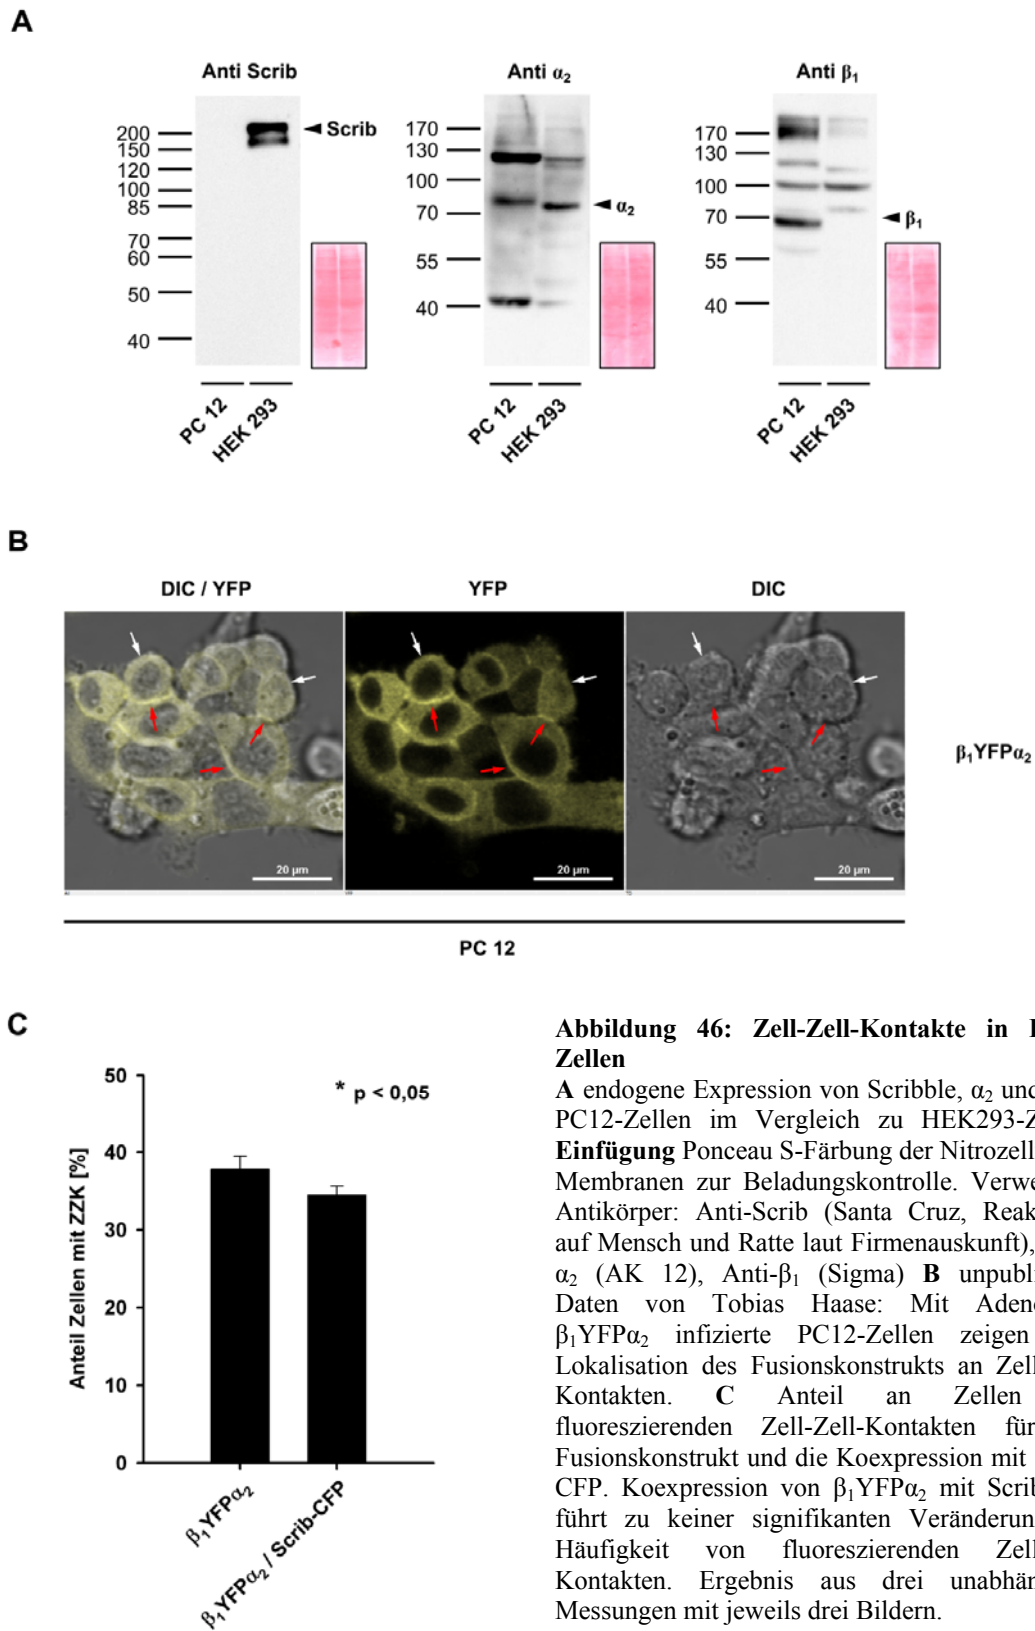 A
Anti Scrib
Anti α₂
Anti β₁
200
150
120
100
85
70
60
50
40
Scrib
170
130
100
70
55
40
α₂
170
130
100
70
55
40
β₁
PC 12
HEK 293
PC 12
HEK 293
PC 12
HEK 293
B
DIC / YFP
YFP
DIC
20 µm
20 µm
20 µm
β₁YFPα₂
PC 12
C
Anteil Zellen mit ZZK [%]
50
40
30
20
10
0
* p < 0,05
β₁YFPα₂
β₁YFPα₂ / Scrib-CFP
Abbildung 46: Zell-Zell-Kontakte in
Zellen
A endogene Expression von Scribble, α₂ und
PC12-Zellen im Vergleich zu HEK293-Z
Einfügung Ponceau S-Färbung der Nitrozell
Membranen zur Beladungskontrolle. Verwe
Antikörper: Anti-Scrib (Santa Cruz, Reak
auf Mensch und Ratte laut Firmenauskunft),
α₂ (AK 12), Anti-β₁ (Sigma) B unpubli
Daten von Tobias Haase: Mit Adeno
β₁YFPα₂ infizierte PC12-Zellen zeigen
Lokalisation des Fusionskonstrukts an Zell
Kontakten. C Anteil an Zellen
fluoreszierenden Zell-Zell-Kontakten für
Fusionskonstrukt und die Koexpression mit
CFP. Koexpression von β₁YFPα₂ mit Scrib
führt zu keiner signifikanten Veränderun
Häufigkeit von fluoreszierenden Zell
Kontakten. Ergebnis aus drei unabhän
Messungen mit jeweils drei Bildern.